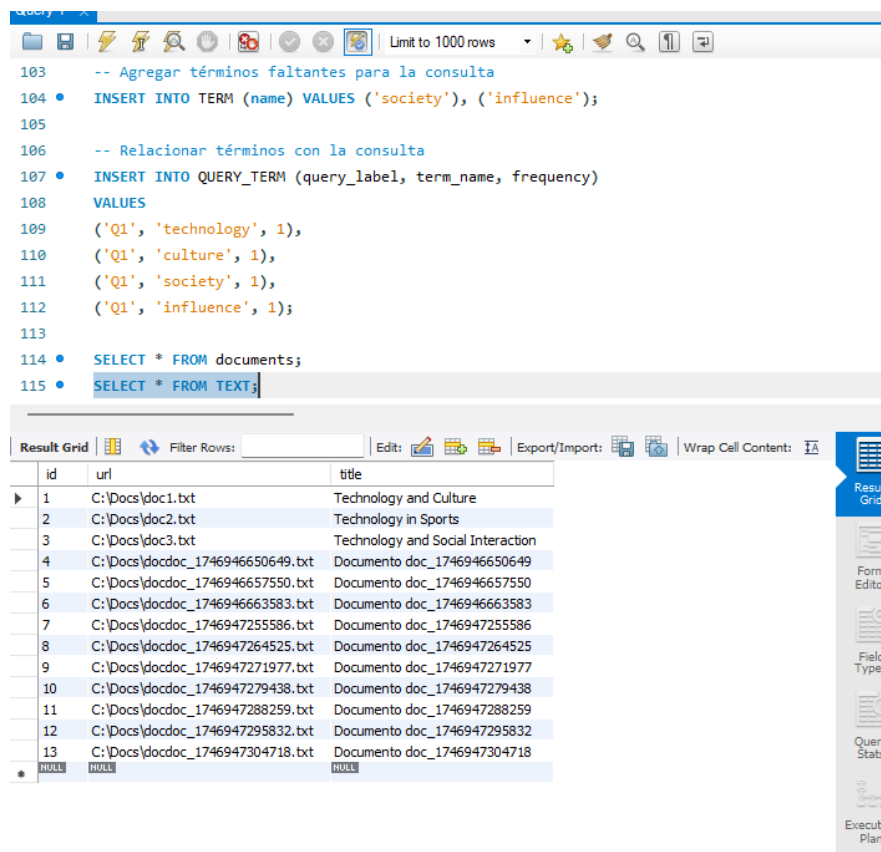 Limit to 1000 rows
103 -- Agregar términos faltantes para la consulta
104 INSERT INTO TERM (name) VALUES ('society'), ('influence');
105
106 -- Relacionar términos con la consulta
107 INSERT INTO QUERY_TERM (query_label, term_name, frequency)
108 VALUES
109 ('Q1', 'technology', 1),
110 ('Q1', 'culture', 1),
111 ('Q1', 'society', 1),
112 ('Q1', 'influence', 1);
113
114 SELECT * FROM documents;
115 SELECT * FROM TEXT;
Result Grid Filter Rows: Edit: Export/Import: Wrap Cell Content:
id url title
1 C:\Docs\doc1.txt Technology and Culture
2 C:\Docs\doc2.txt Technology in Sports
3 C:\Docs\doc3.txt Technology and Social Interaction
4 C:\Docs\docdoc_1746946650649.txt Documento doc_1746946650649
5 C:\Docs\docdoc_1746946657550.txt Documento doc_1746946657550
6 C:\Docs\docdoc_1746946663583.txt Documento doc_1746946663583
7 C:\Docs\docdoc_1746947255586.txt Documento doc_1746947255586
8 C:\Docs\docdoc_1746947264525.txt Documento doc_1746947264525
9 C:\Docs\docdoc_1746947271977.txt Documento doc_1746947271977
10 C:\Docs\docdoc_1746947279438.txt Documento doc_1746947279438
11 C:\Docs\docdoc_1746947288259.txt Documento doc_1746947288259
12 C:\Docs\docdoc_1746947295832.txt Documento doc_1746947295832
13 C:\Docs\docdoc_1746947304718.txt Documento doc_1746947304718
NULL NULL NULL